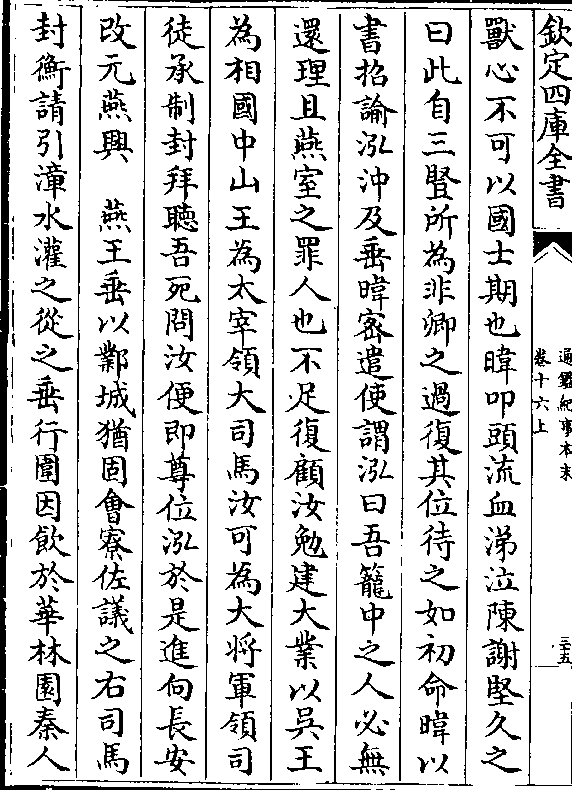 欽定四庫全書
通鑑紀事本末
卷十六上
三十五
獸心不可以國士期也暐叩頭流血涕泣陳謝堅久之
曰此自三豎所為非卿之過復其位待之如初命暐以
書招諭泓沖及垂暐密遣使謂泓曰吾籠中之人必無
還理且燕室之罪人也不足復顧汝勉建大業以吳王
為相國中山王為太宰領大司馬汝可為大將軍領司
徒承制封拜聽吾死問汝便即尊位泓於是進向長安
改元燕興　燕王垂以鄴城猶固會寮佐議之右司馬
封衡請引漳水灌之從之垂行圍因飲於華林園秦人